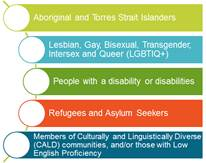 Aboriginal and Torres Strait Islanders
Lesbian, Gay, Bisexual, Transgender,
Intersex and Queer (LGBTIQ+)
People with a disability or disabilities
Refugees and Asylum Seekers
Members of Culturally and Linguistically Diverse
(CALD) communities, and/or those with Low
English Proficiency